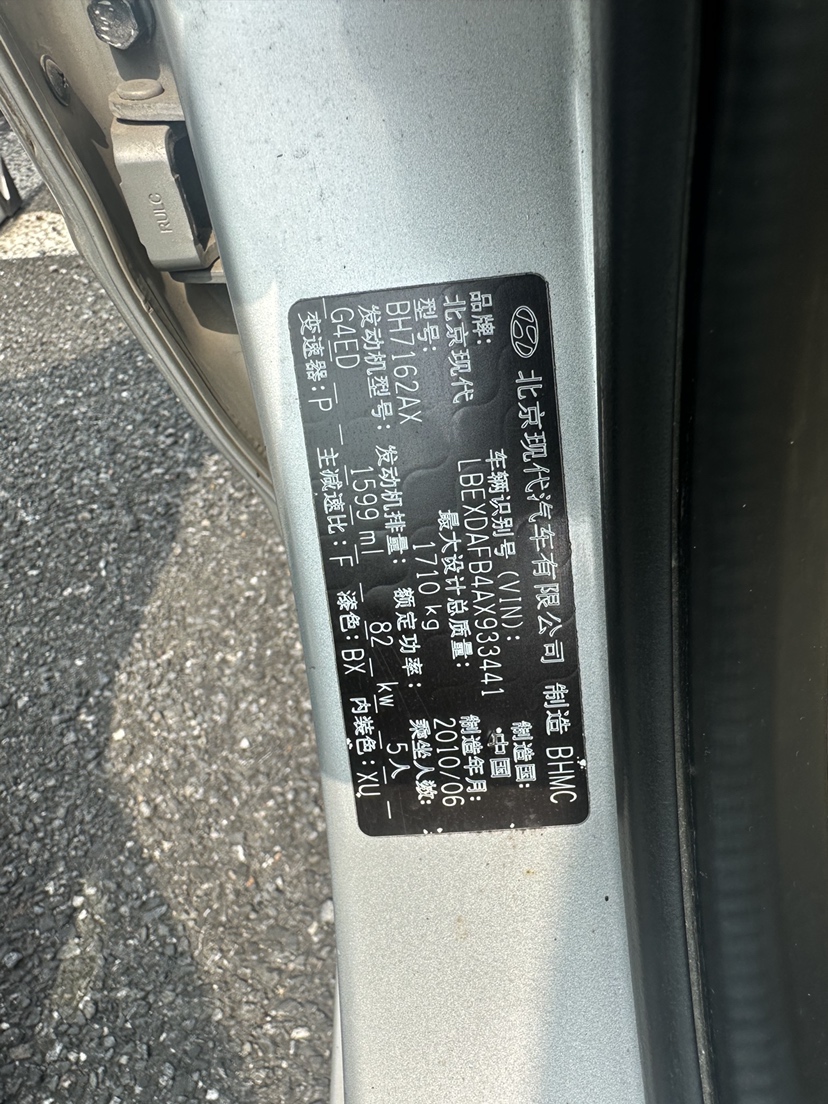 北京现代汽车有限公司 制造 BHMC
品牌: 车辆识别号 (VIN): 制造国:
北京现代 LBEXDAFB4AX933441 中国
型号: 最大设计总质量: 制造年月:
BH7162AX 1710 kg 2010/06
发动机型号: 发动机排量: 额定功率: 乘坐人数:
G4ED 1599 ml 82 kw 5人
变速器:P 主减速比:F 漆色:BX 内装色:XU
RULC